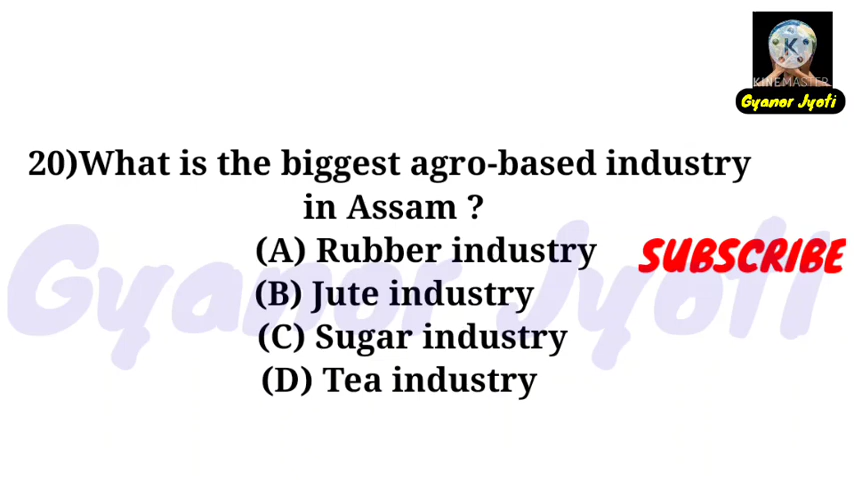 KINEMASTER
Gyanor Jyoti
20)What is the biggest agro-based industry
in Assam ?
(A) Rubber industry
SUBSCRIBE
(B) Jute industry
Gyanor Jyoti
(C) Sugar industry
(D) Tea industry